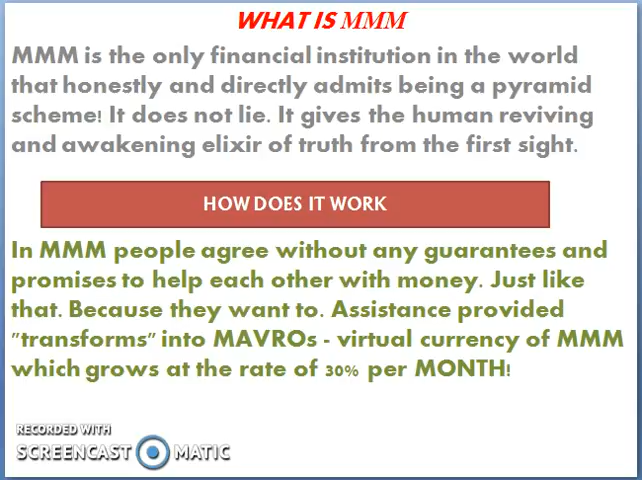 WHAT IS MMM
MMM is the only financial institution in the world
that honestly and directly admits being a pyramid
scheme! It does not lie. It gives the human reviving
and awakening elixir of truth from the first sight.
HOW DOES IT WORK
In MMM people agree without any guarantees and
promises to help each other with money. Just like
that. Because they want to. Assistance provided
"transforms" into MAVROs - virtual currency of MMM
which grows at the rate of 30% per MONTH!
RECORDED WITH
SCREENCAST MATIC